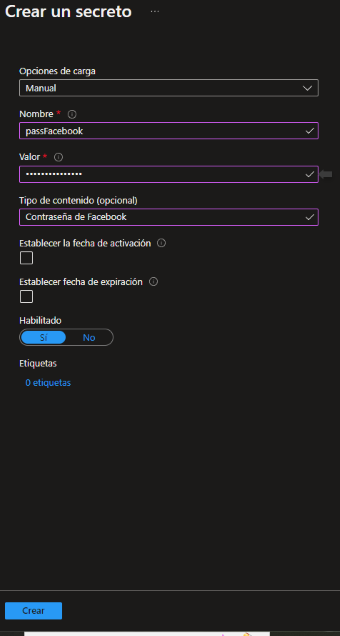 Crear un secreto ...
Opciones de carga
Manual
Nombre *
passFacebook
Valor *
•••••••••••••••
Tipo de contenido (opcional)
Contraseña de Facebook
Establecer la fecha de activación
Establecer fecha de expiración
Habilitado
Sí No
Etiquetas
0 etiquetas
Crear